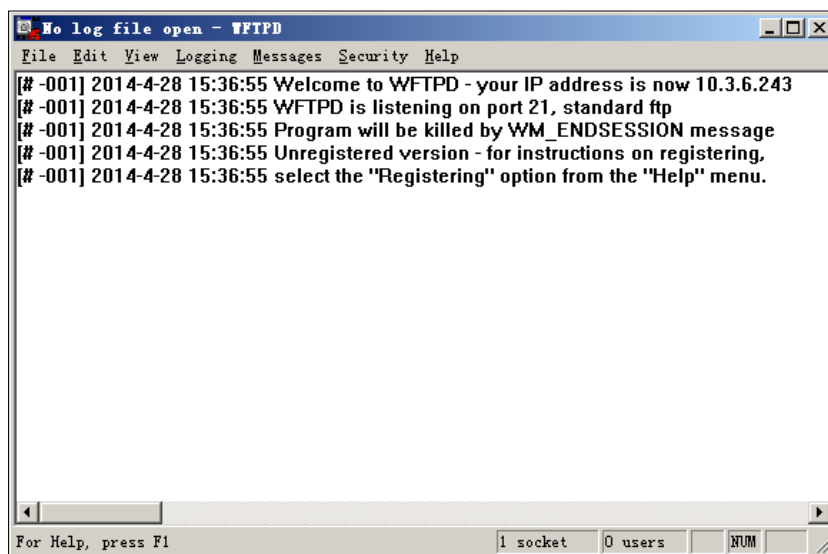 No log file open - WFTPD
File Edit View Logging Messages Security Help
[# -001] 2014-4-28 15:36:55 Welcome to WFTPD - your IP address is now 10.3.6.243
[# -001] 2014-4-28 15:36:55 WFTPD is listening on port 21, standard ftp
[# -001] 2014-4-28 15:36:55 Program will be killed by WM_ENDSESSION message
[# -001] 2014-4-28 15:36:55 Unregistered version - for instructions on registering,
[# -001] 2014-4-28 15:36:55 select the "Registering" option from the "Help" menu.
For Help, press F1 1 socket 0 users NUM